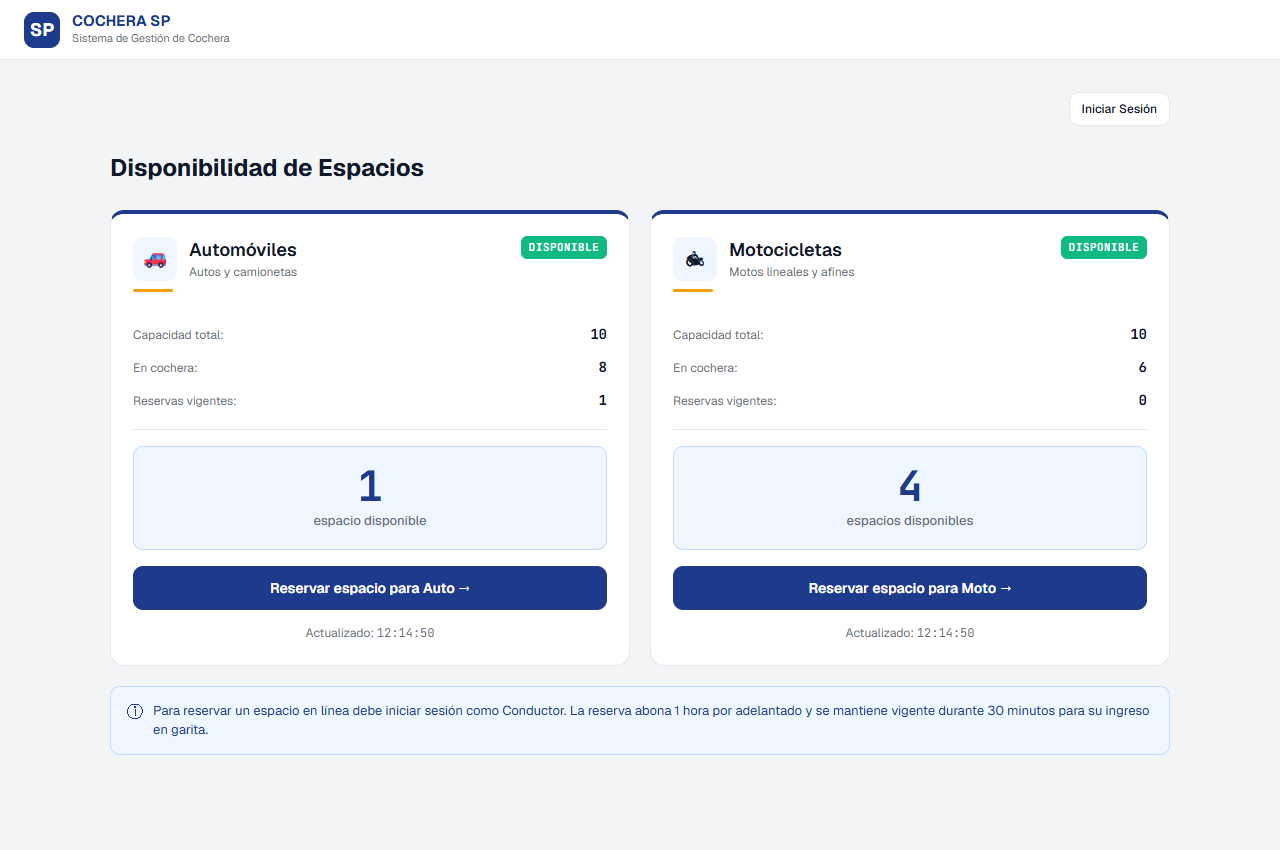 SP
COCHERA SP
Sistema de Gestión de Cochera
Iniciar Sesión
Disponibilidad de Espacios
Automóviles
Autos y camionetas
DISPONIBLE
Capacidad total: 10
En cochera: 8
Reservas vigentes: 1
1
espacio disponible
Reservar espacio para Auto →
Actualizado: 12:14:50
Motocicletas
Motos lineales y afines
DISPONIBLE
Capacidad total: 10
En cochera: 6
Reservas vigentes: 0
4
espacios disponibles
Reservar espacio para Moto →
Actualizado: 12:14:50
Para reservar un espacio en línea debe iniciar sesión como Conductor. La reserva abona 1 hora por adelantado y se mantiene vigente durante 30 minutos para su ingreso
en garita.